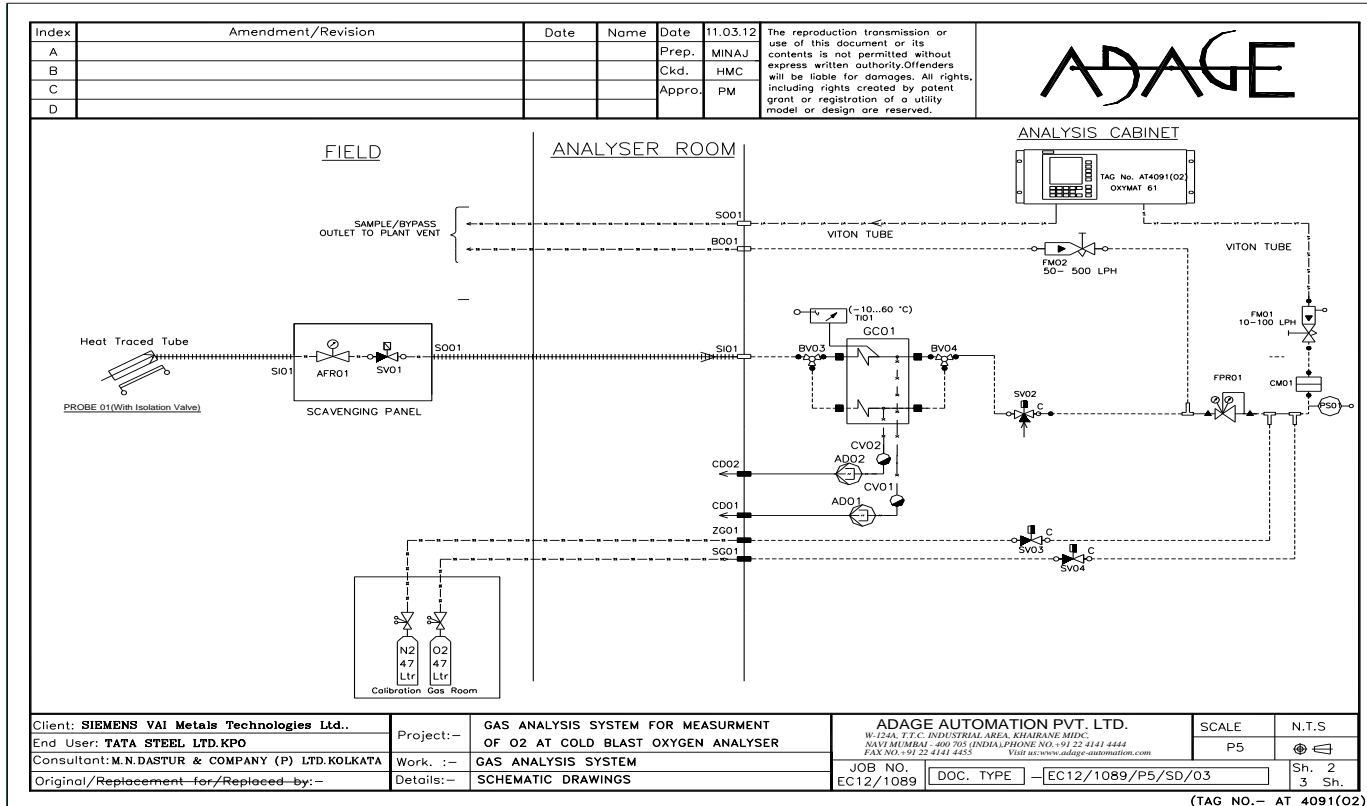 Index Amendment/Revision Date Name Date 11.03.12
A Prep. MINAJ
B Ckd. HMC
C Appro. PM
D
The reproduction transmission or
use of this document or its
contents is not permitted without
express written authority.Offenders
will be liable for damages. All rights,
including rights created by patent
grant or registration of a utility
model or design are reserved.
ADAGE
FIELD
ANALYSER ROOM
ANALYSIS CABINET
TAG No. AT4091(02)
OXYMAT 61
SAMPLE/BYPASS
OUTLET TO PLANT VENT
SO01
VITON TUBE
BO01
VITON TUBE
FM02
50- 500 LPH
FM01
10-100 LPH
(-10...60 °C)
TI01
GC01
Heat Traced Tube
SI01
AFR01
SV01
SO01
SI01
BV03
BV04
PROBE 01(With Isolation Valve)
SCAVENGING PANEL
SV02
C
FPR01
CM01
PS01
CV02
CD02
AD02
CV01
CD01
AD01
ZG01
SV03
C
SG01
SV04
C
N2
47
Ltr
O2
47
Ltr
Calibration Gas Room
Client: SIEMENS VAI Metals Technologies Ltd..
End User: TATA STEEL LTD.KPO
Consultant: M.N.DASTUR & COMPANY (P) LTD.KOLKATA
Original/Replacement for/Replaced by:-
Project:- GAS ANALYSIS SYSTEM FOR MEASURMENT
OF O2 AT COLD BLAST OXYGEN ANALYSER
Work. :- GAS ANALYSIS SYSTEM
Details:- SCHEMATIC DRAWINGS
ADAGE AUTOMATION PVT. LTD.
W-124A, T.T.C. INDUSTRIAL AREA, KHAIRANE MIDC,
NAVI MUMBAI - 400 705 (INDIA),PHONE NO.+91 22 4141 4444
FAX NO.+91 22 4141 4455 Visit us:www.adage-automation.com
JOB NO.
EC12/1089
DOC. TYPE - EC12/1089/P5/SD/03
SCALE N.T.S
P5
Sh. 2
3 Sh.
(TAG NO.- AT 4091(02)